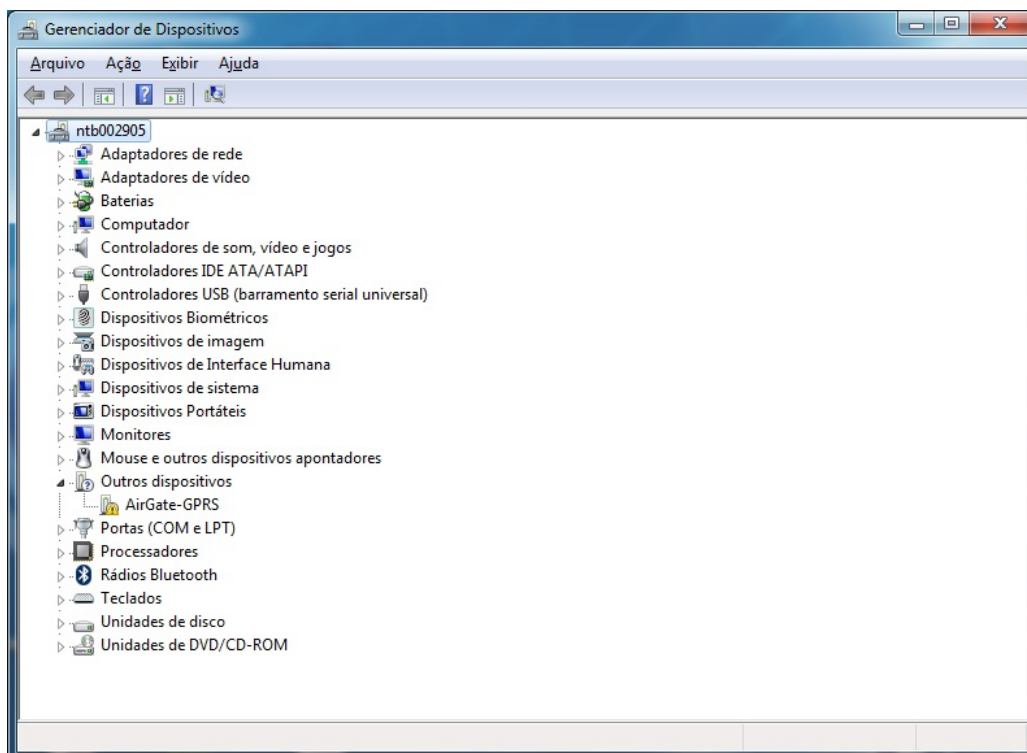 Gerenciador de Dispositivos
Arquivo Ação Exibir Ajuda
ntb002905
Adaptadores de rede
Adaptadores de vídeo
Baterias
Computador
Controladores de som, vídeo e jogos
Controladores IDE ATA/ATAPI
Controladores USB (barramento serial universal)
Dispositivos Biométricos
Dispositivos de imagem
Dispositivos de Interface Humana
Dispositivos de sistema
Dispositivos Portáteis
Monitores
Mouse e outros dispositivos apontadores
Outros dispositivos
AirGate-GPRS
Portas (COM e LPT)
Processadores
Rádios Bluetooth
Teclados
Unidades de disco
Unidades de DVD/CD-ROM